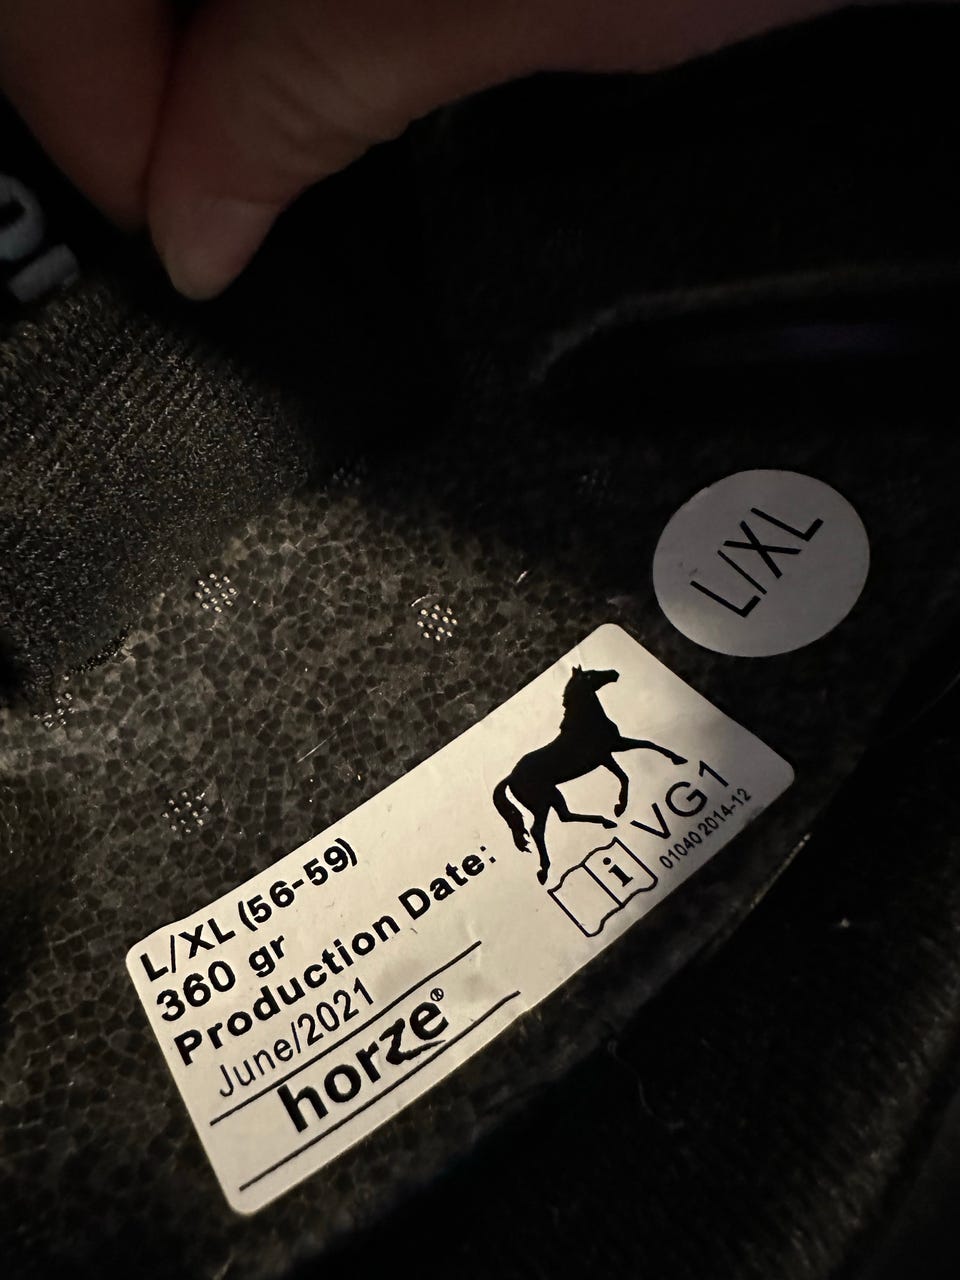 L/XL
VG1
01040 2014-12
i
L/XL (56-59)
360 gr
Production Date:
June/2021
horze®